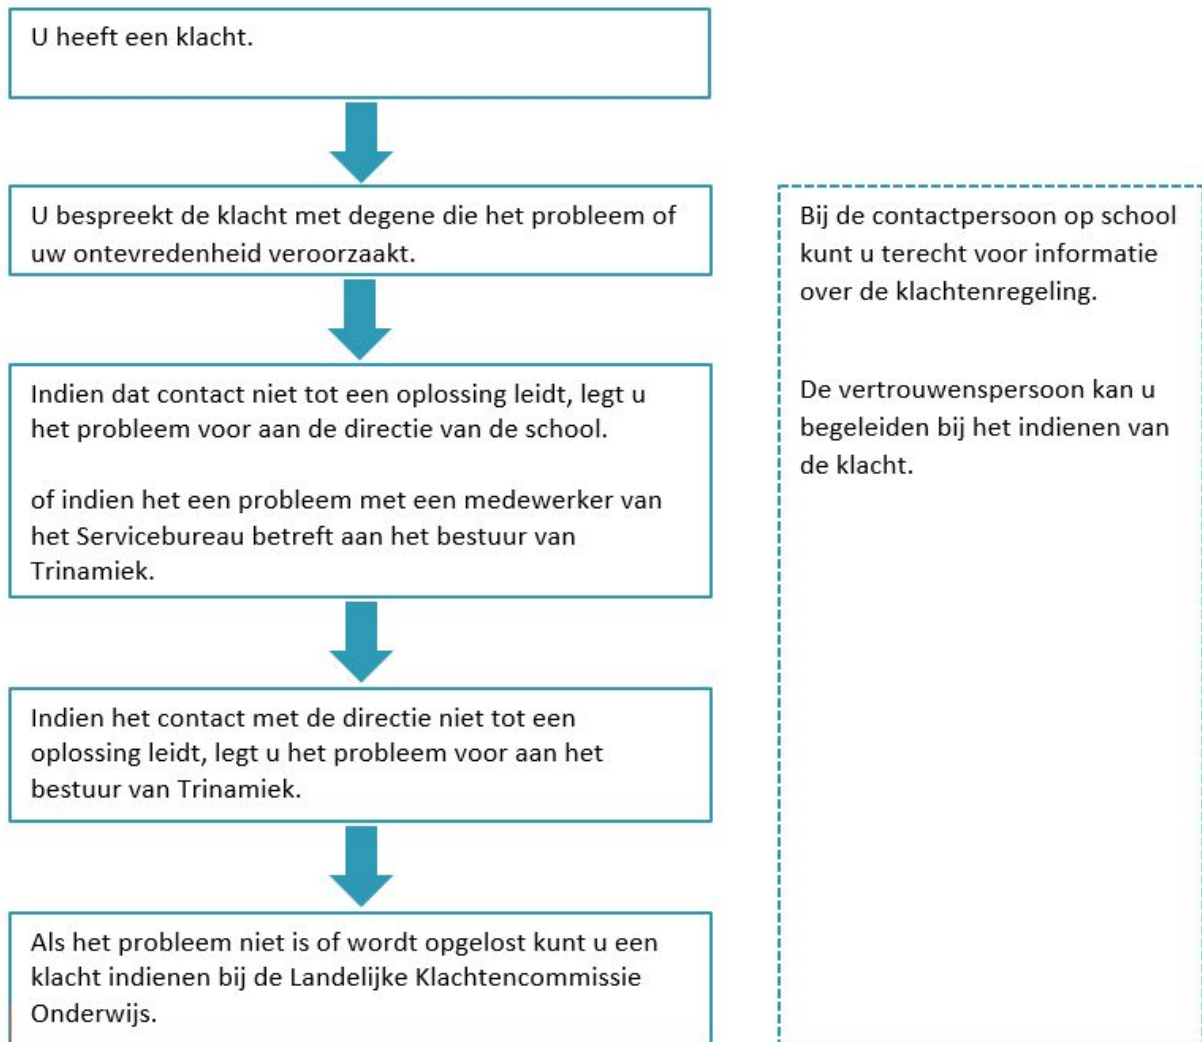 U heeft een klacht.
U bespreekt de klacht met degene die het probleem of
uw ontevredenheid veroorzaakt.
Indien dat contact niet tot een oplossing leidt, legt u
het probleem voor aan de directie van de school.
of indien het een probleem met een medewerker van
het Servicebureau betreft aan het bestuur van
Trinamiek.
Indien het contact met de directie niet tot een
oplossing leidt, legt u het probleem voor aan het
bestuur van Trinamiek.
Als het probleem niet is of wordt opgelost kunt u een
klacht indienen bij de Landelijke Klachtencommissie
Onderwijs.
Bij de contactpersoon op school
kunt u terecht voor informatie
over de klachtenregeling.
De vertrouwenspersoon kan u
begeleiden bij het indienen van
de klacht.